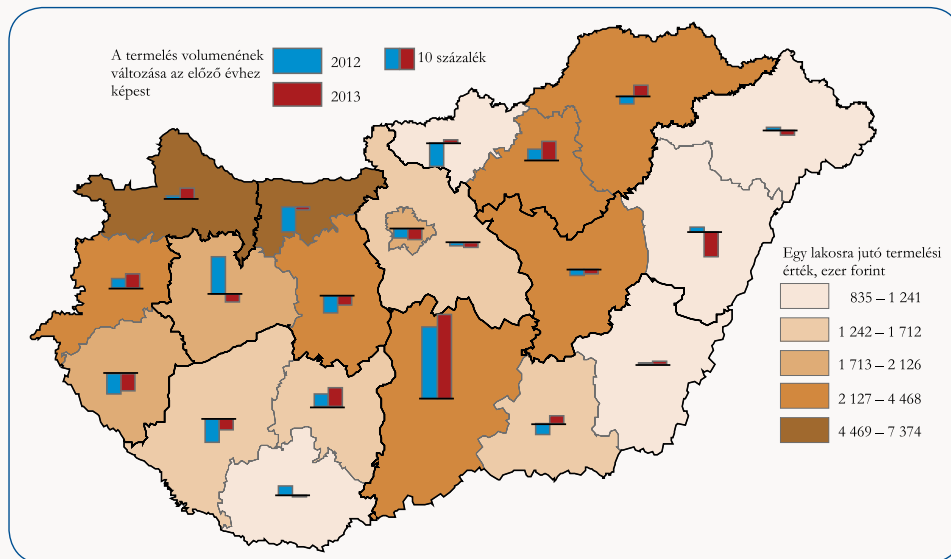 A termelés volumenének
változása az előző évhez
képest
2012
2013
10 százalék
Egy lakosra jutó termelési
érték, ezer forint
835 – 1 241
1 242 – 1 712
1 713 – 2 126
2 127 – 4 468
4 469 – 7 374